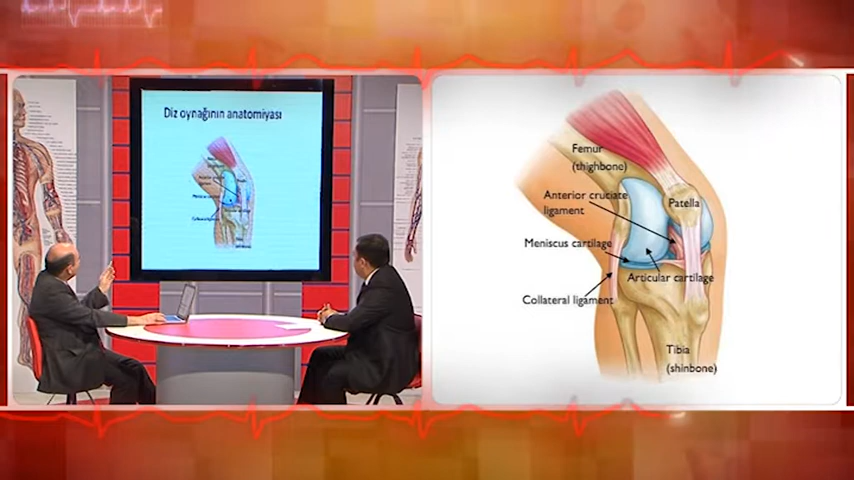 Diz oynağının anatomiyası
Femur
(thighbone)
Anterior cruciate
ligament
Patella
Meniscus cartilage
Articular cartilage
Collateral ligament
Tibia
(shinbone)